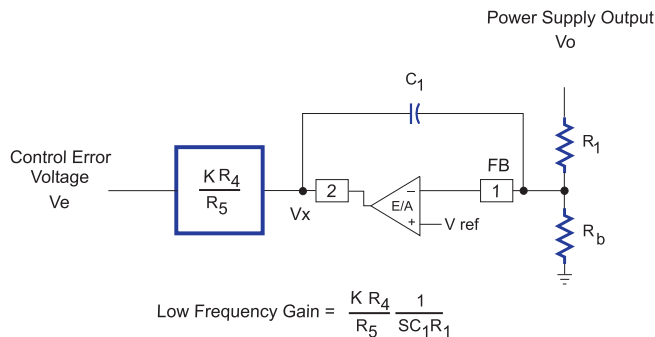 Power Supply Output
Vo
C1
R1
Control Error
Voltage
Ve
K R4
R5
FB
2
E/A
−
+
1
Vx
V ref
Rb
Low Frequency Gain = K R4 / R5 1 / SC1R1